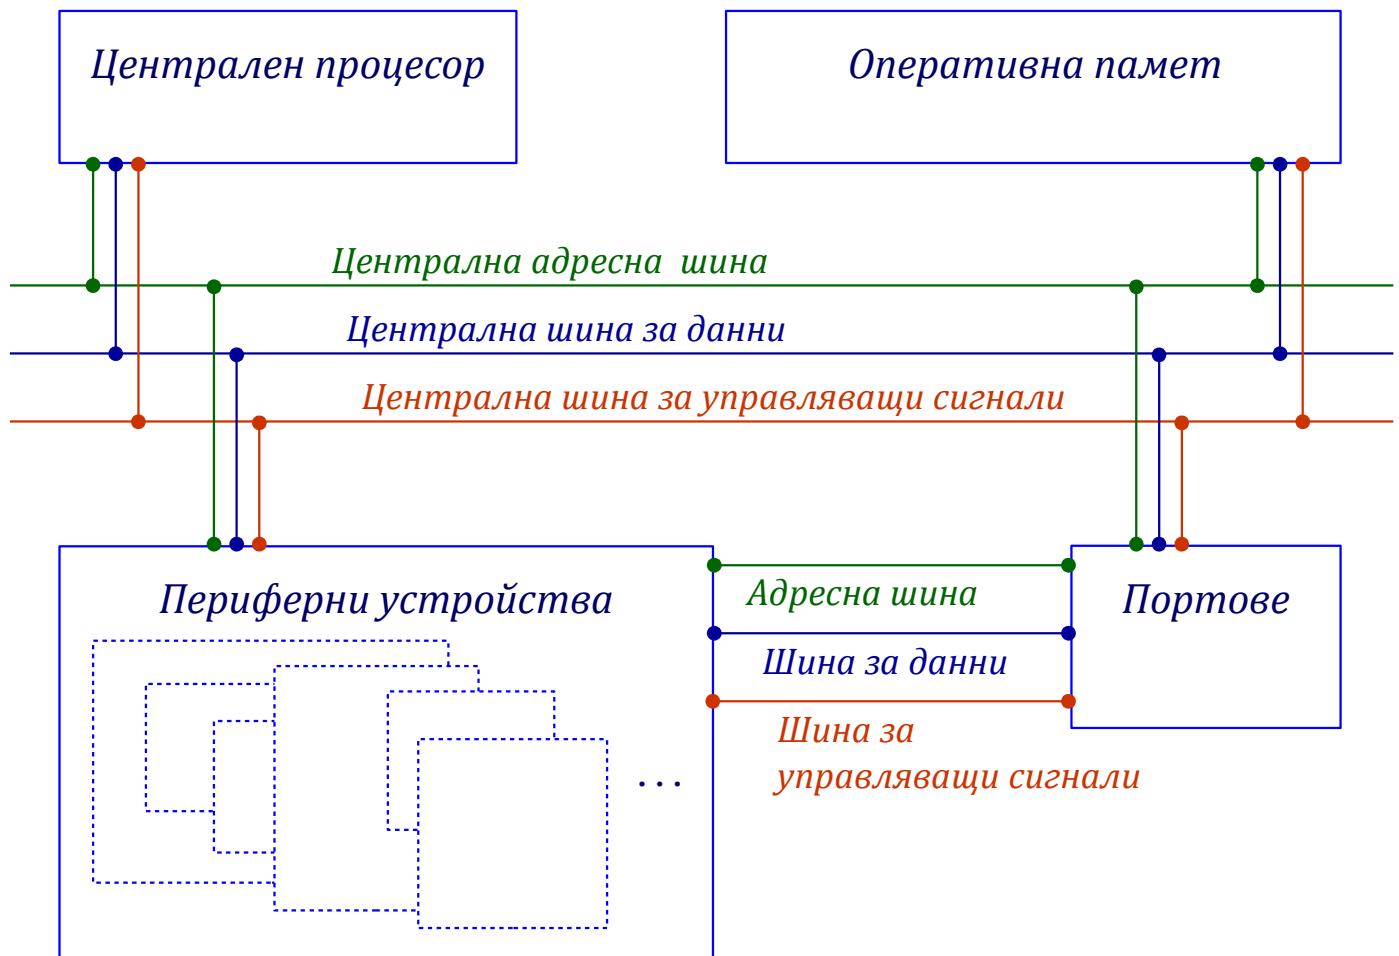 Централен процесор
Оперативна памет
Централна адресна шина
Централна шина за данни
Централна шина за управляващи сигнали
Периферни устройства
Адресна шина
Портове
Шина за данни
Шина за
управляващи сигнали
...